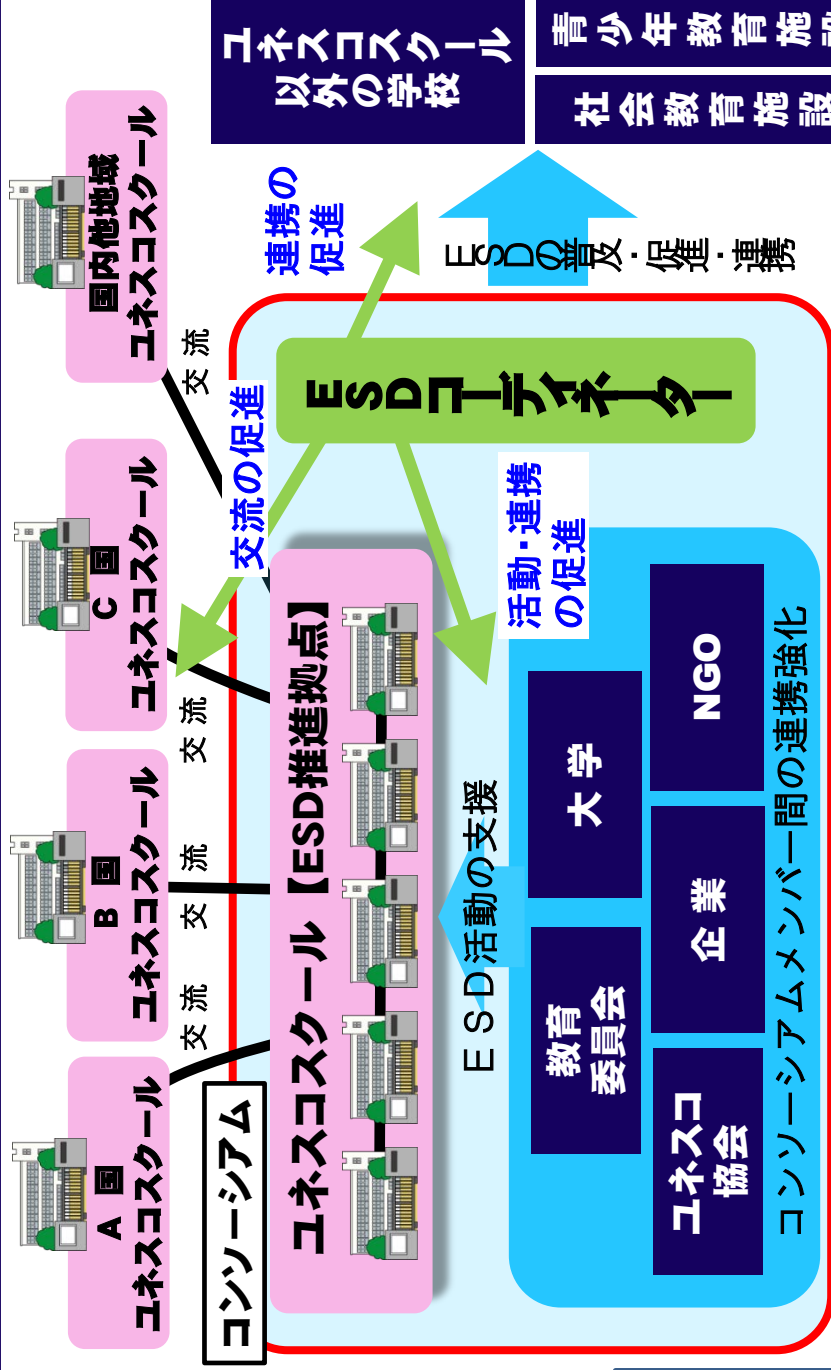 A 国
ユネスコスクール
B 国
ユネスコスクール
C 国
ユネスコスクール
国内他地域
ユネスコスクール
交 流
交 流
交 流
交 流
コンソーシアム
ユネスコスクール【ESD推進拠点】
交流の促進
連携の
促進
ESDコーディネーター
活動・連携
の促進
ESD活動の支援
教育
委員会
大 学
ユネスコ
協会
企 業
NGO
コンソーシアムメンバー間の連携強化
ESDの普及・促進・連携
ユネスコスクール
以外の学校
青少年教育施設
社会教育施設